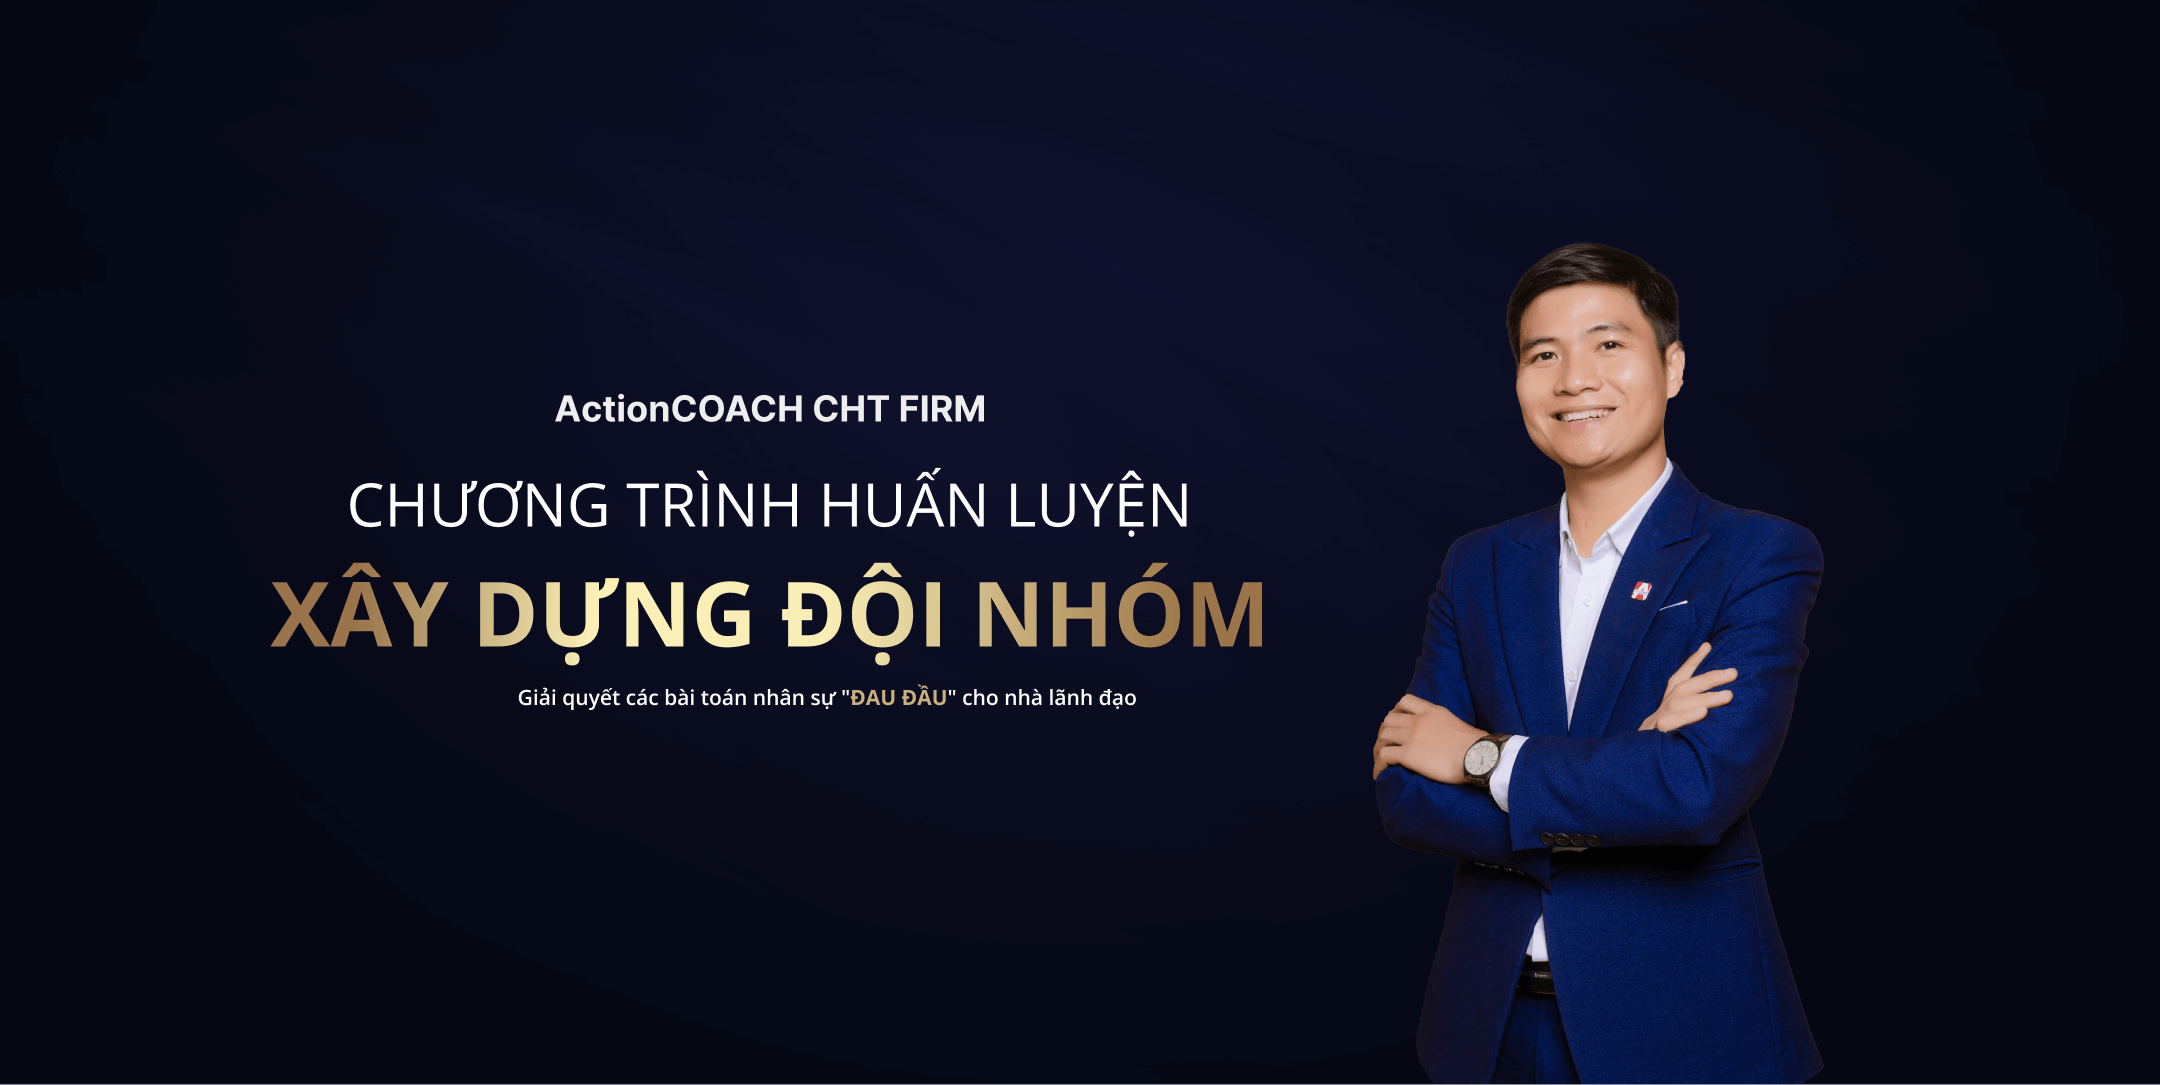 ActionCOACH CHT FIRM
CHƯƠNG TRÌNH HUẤN LUYỆN
XÂY DỰNG ĐỘI NHÓM
Giải quyết các bài toán nhân sự "ĐAU ĐẦU" cho nhà lãnh đạo